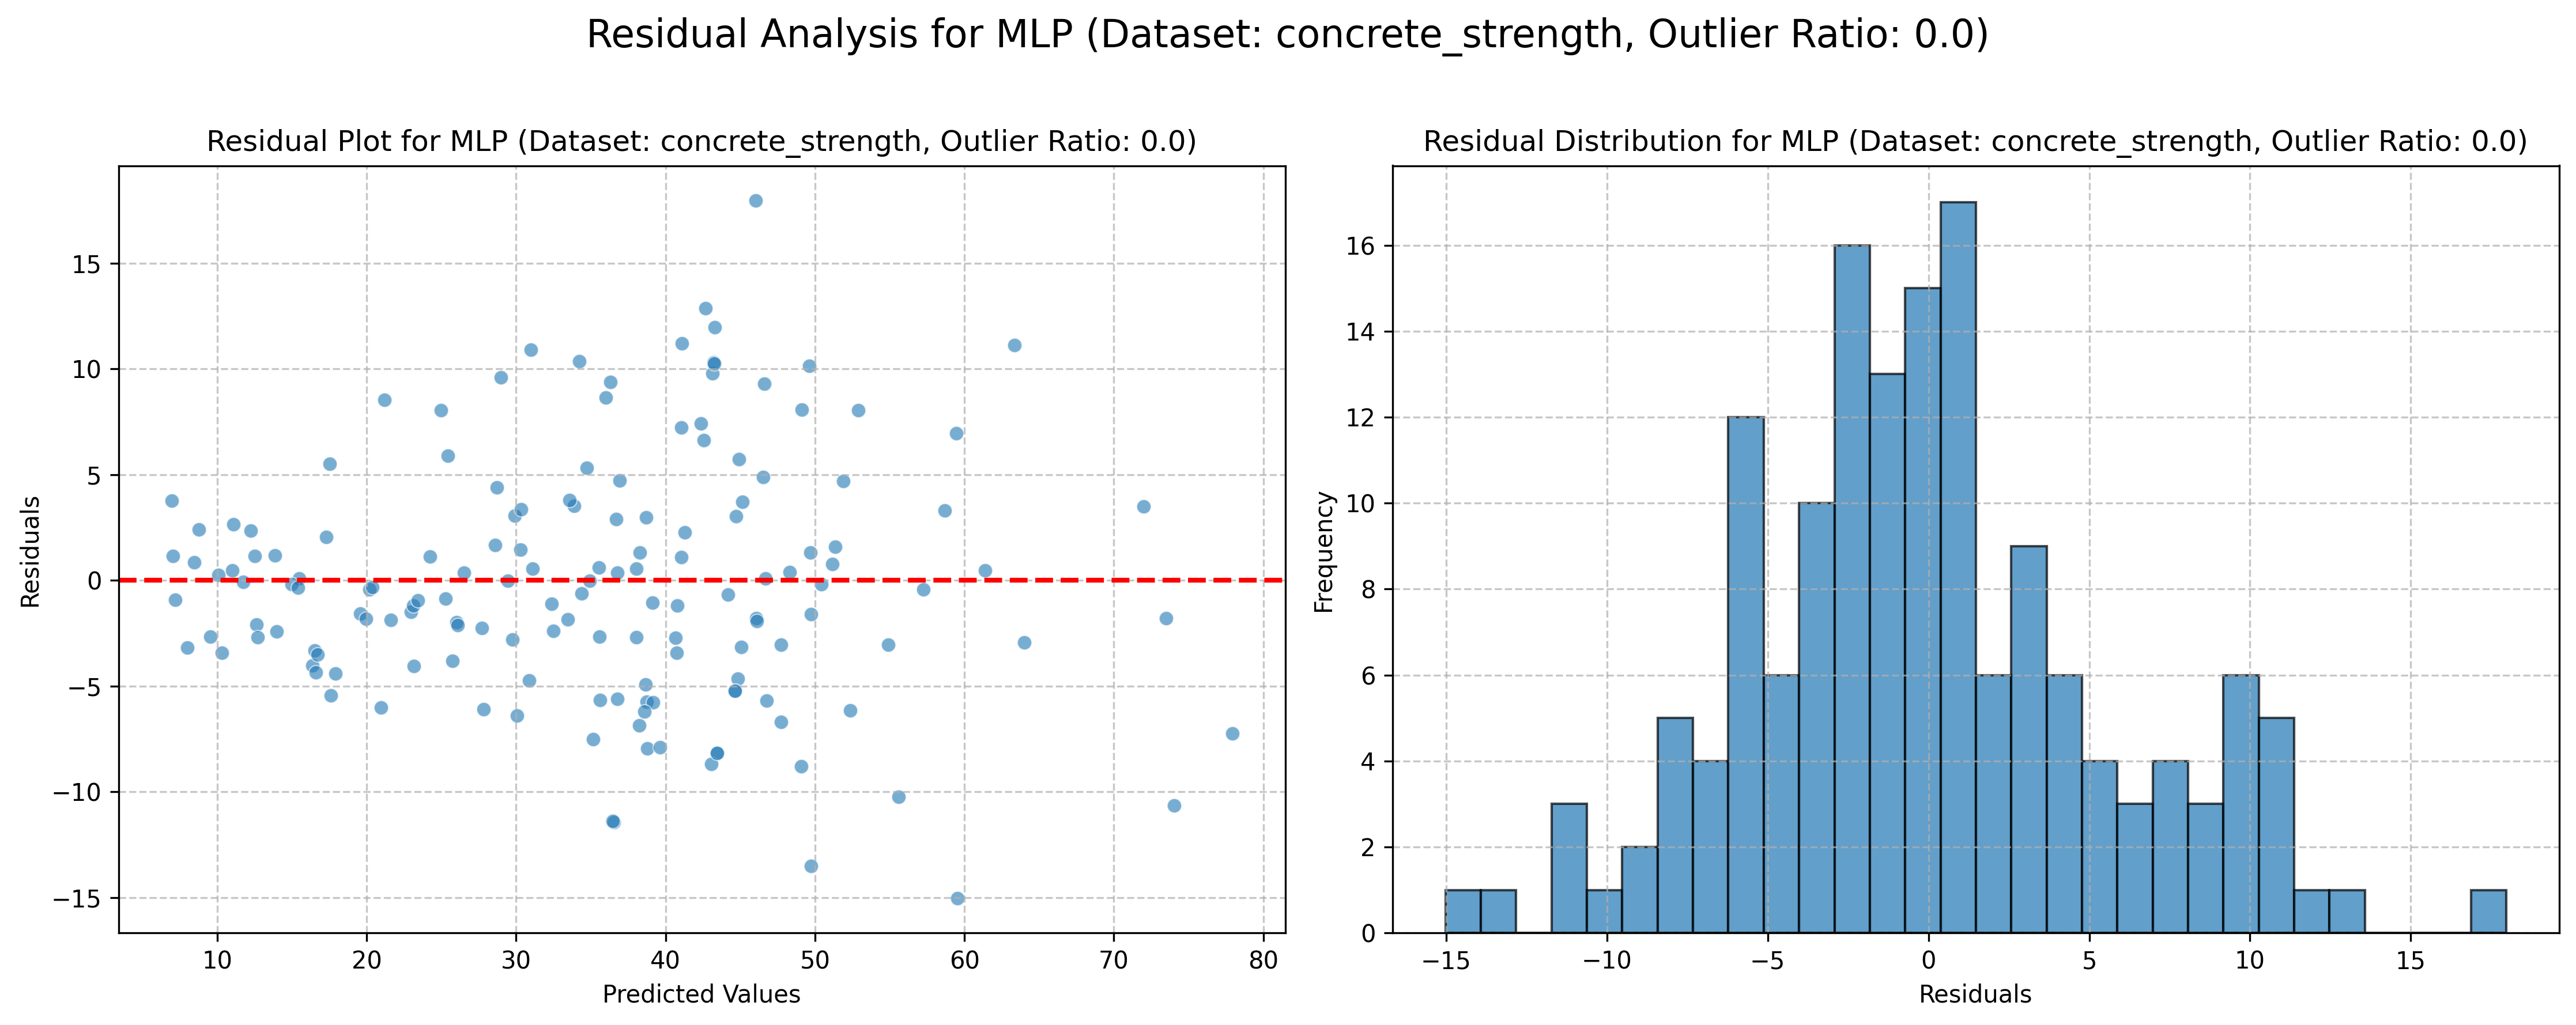 Residual Analysis for MLP (Dataset: concrete_strength, Outlier Ratio: 0.0)
Residual Plot for MLP (Dataset: concrete_strength, Outlier Ratio: 0.0)
15
10
5
0
−5
−10
−15
Residuals
10 20 30 40 50 60 70 80
Predicted Values
Residual Distribution for MLP (Dataset: concrete_strength, Outlier Ratio: 0.0)
16
14
12
10
8
6
4
2
0
Frequency
−15 −10 −5 0 5 10 15
Residuals